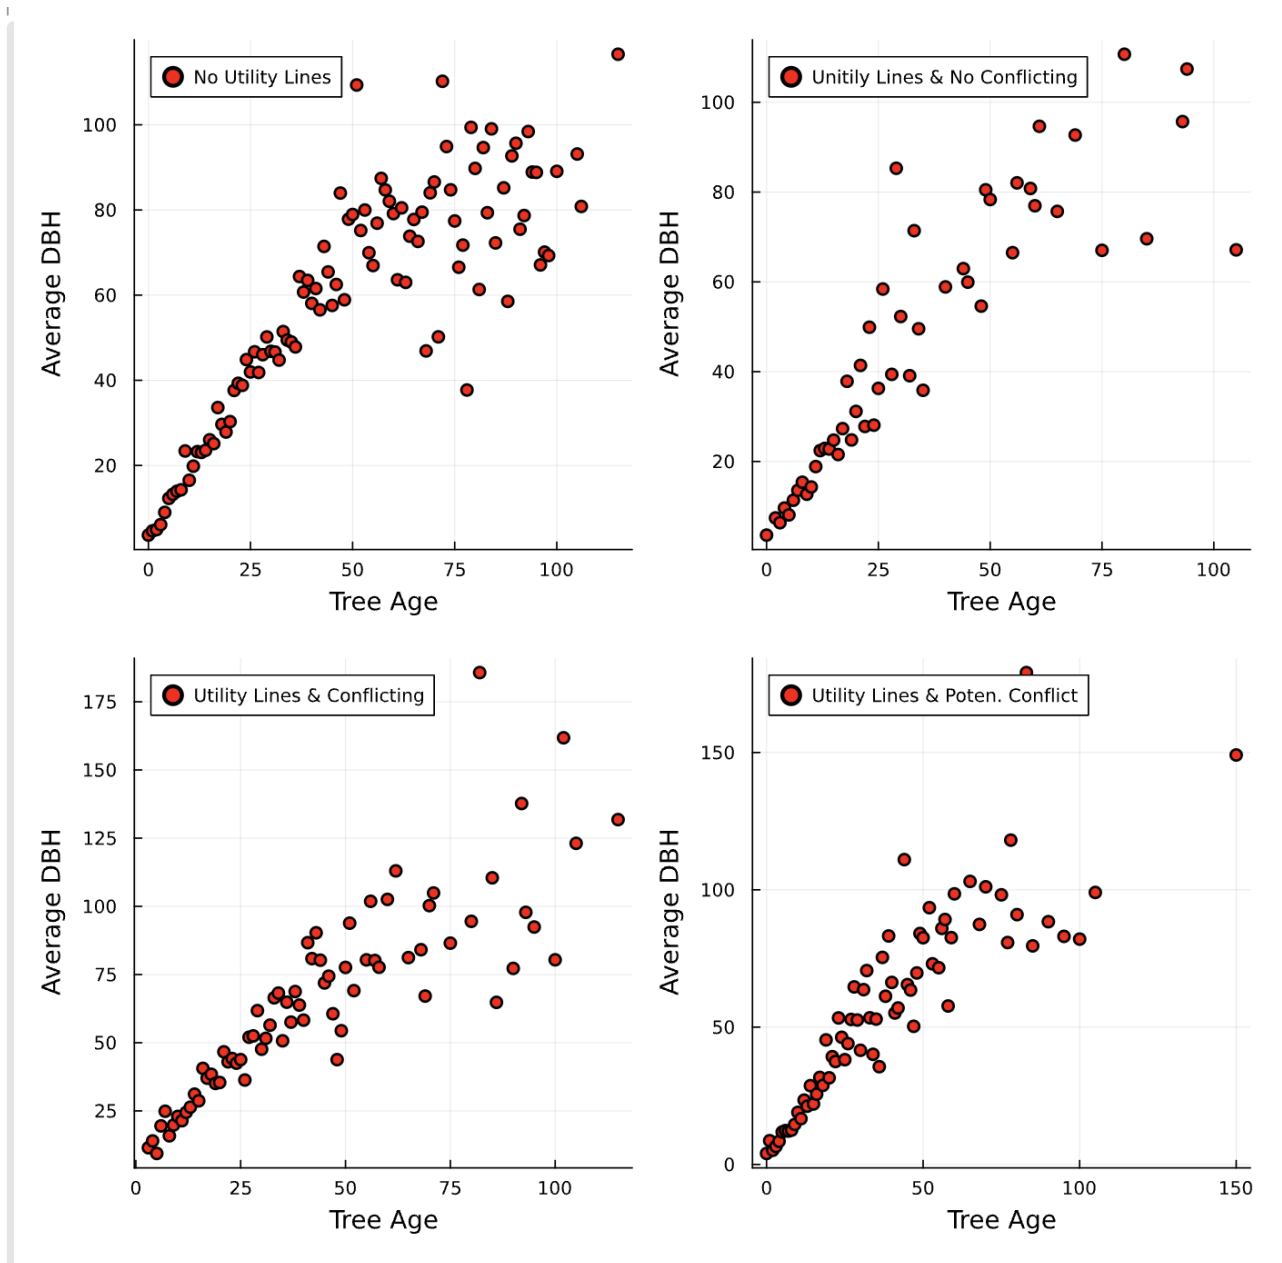 No Utility Lines
100
80
60
40
20
Average DBH
0 25 50 75 100
Tree Age
Unitily Lines & No Conflicting
100
80
60
40
20
Average DBH
0 25 50 75 100
Tree Age
Utility Lines & Conflicting
175
150
125
100
75
50
25
Average DBH
0 25 50 75 100
Tree Age
Utility Lines & Poten. Conflict
150
100
50
0
Average DBH
0 50 100 150
Tree Age